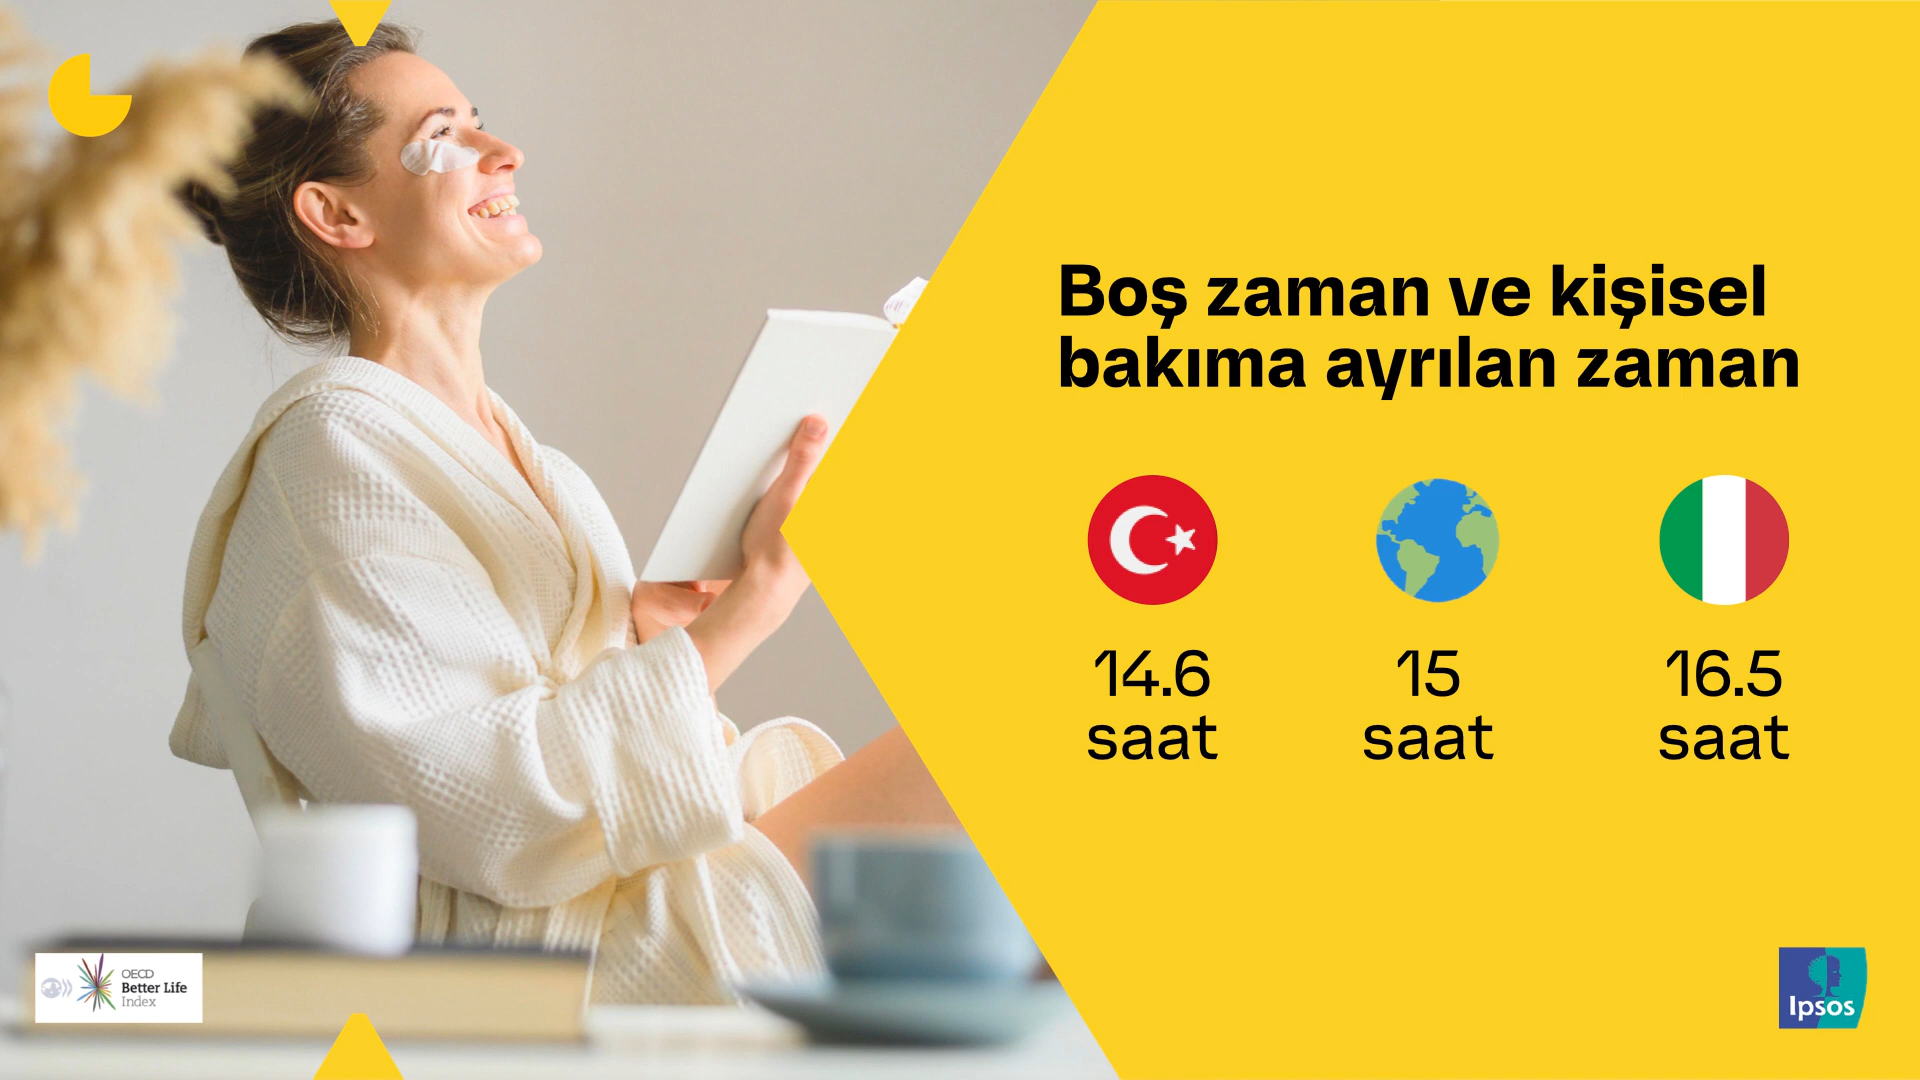 Boş zaman ve kişisel
bakıma ayrılan zaman
14.6
saat
15
saat
16.5
saat
OECD
Better Life
Index
Ipsos